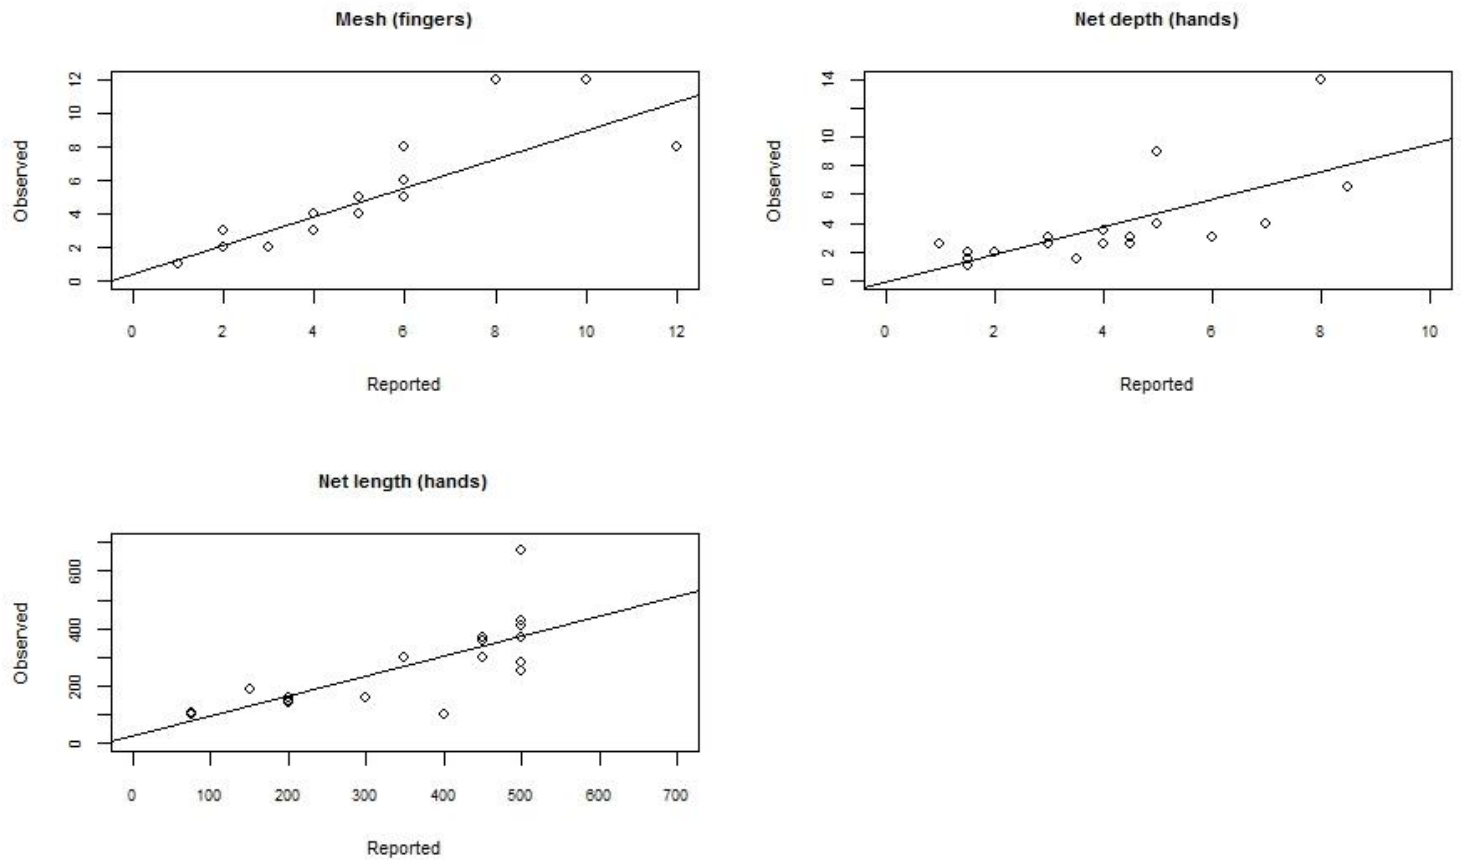 Mesh (fingers)
Observed
12
10
8
6
4
2
0
0 2 4 6 8 10 12
Reported
Net depth (hands)
Observed
14
10
8
6
4
2
0
0 2 4 6 8 10
Reported
Net length (hands)
Observed
600
400
200
0
0 100 200 300 400 500 600 700
Reported